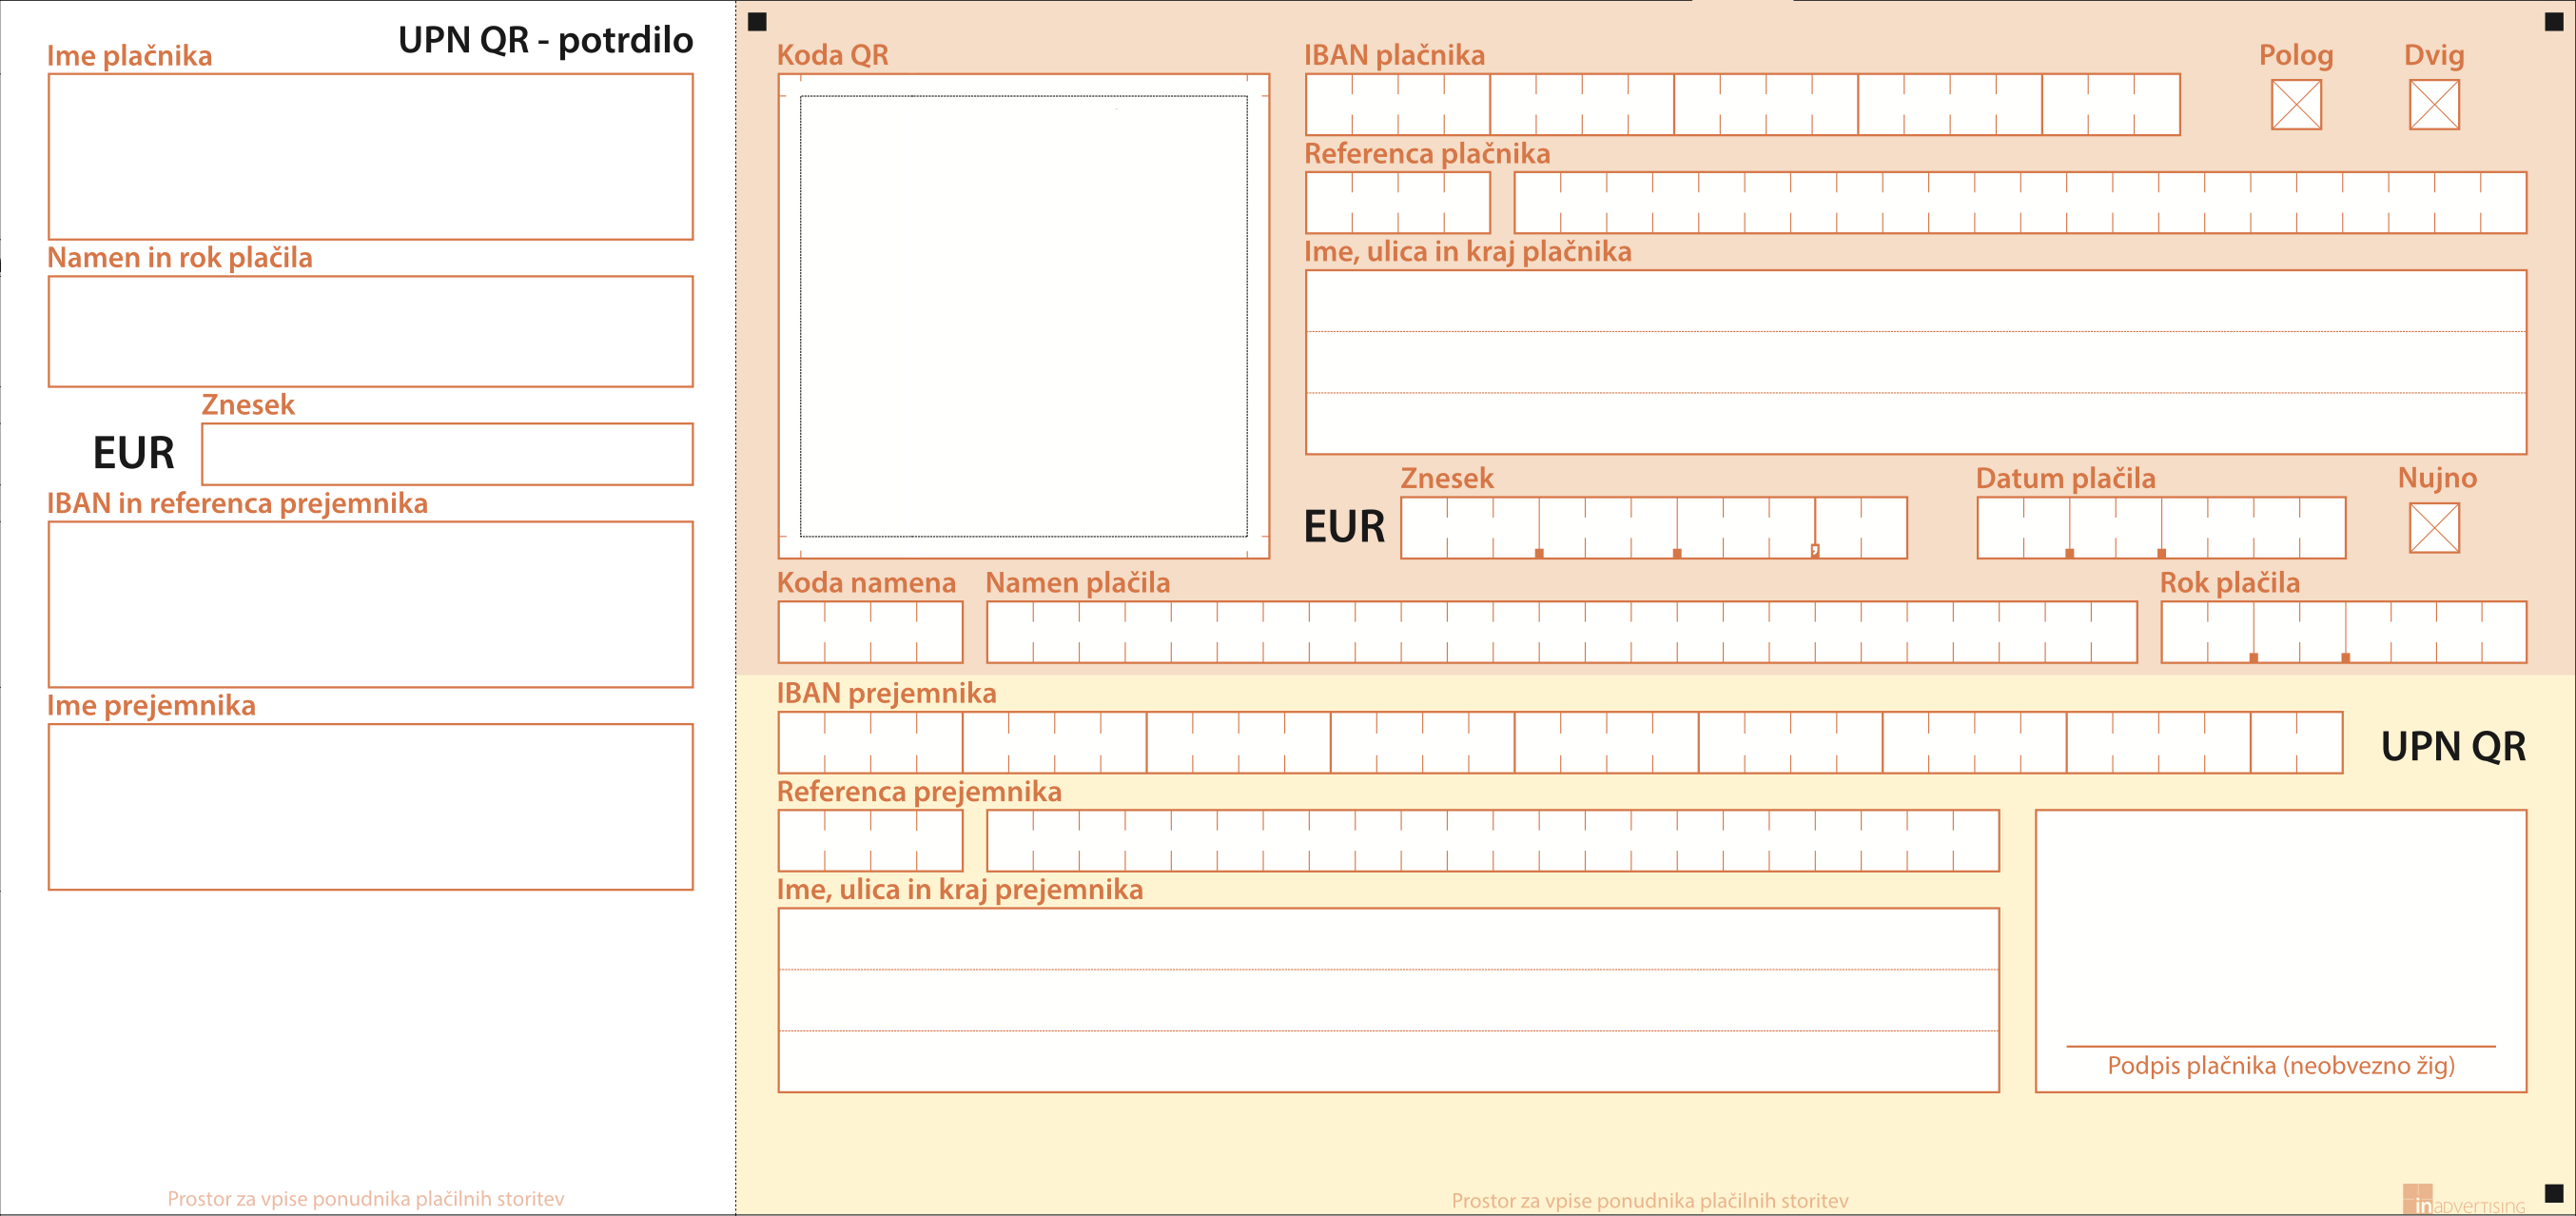 UPN QR - potrdilo
Ime plačnika
Namen in rok plačila
Znesek
EUR
IBAN in referenca prejemnika
Ime prejemnika
Prostor za vpise ponudnika plačilnih storitev
Koda QR
IBAN plačnika
Polog
Dvig
Referenca plačnika
Ime, ulica in kraj plačnika
Znesek
Datum plačila
Nujno
EUR
Koda namena
Namen plačila
Rok plačila
IBAN prejemnika
UPN QR
Referenca prejemnika
Ime, ulica in kraj prejemnika
Podpis plačnika (neobvezno žig)
Prostor za vpise ponudnika plačilnih storitev
inADVERTISING